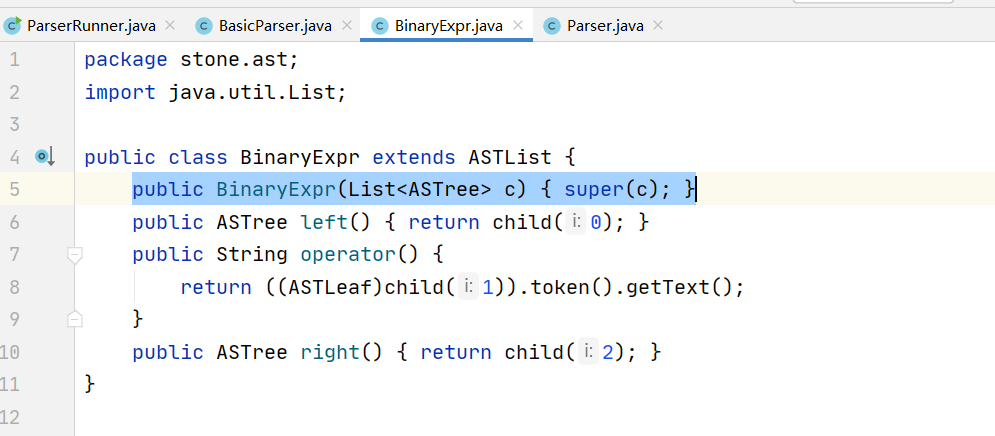 ParserRunner.java BasicParser.java BinaryExpr.java Parser.java
1 package stone.ast;
2 import java.util.List;
3
4 public class BinaryExpr extends ASTList {
5 public BinaryExpr(List<ASTree> c) { super(c); }
6 public ASTree left() { return child( i: 0); }
7 public String operator() {
8 return ((ASTLeaf)child( i: 1)).token().getText();
9 }
10 public ASTree right() { return child( i: 2); }
11 }
12